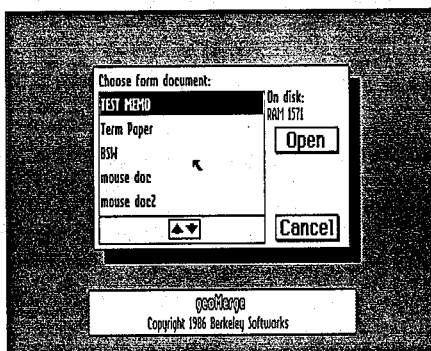 Choose form document:
TEST MEMO
Term Paper
BSW
mouse doc
mouse doc2
On disk:
RAM 1571
Open
Cancel
geoMerge
Copyright 1986 Berkeley Softworks